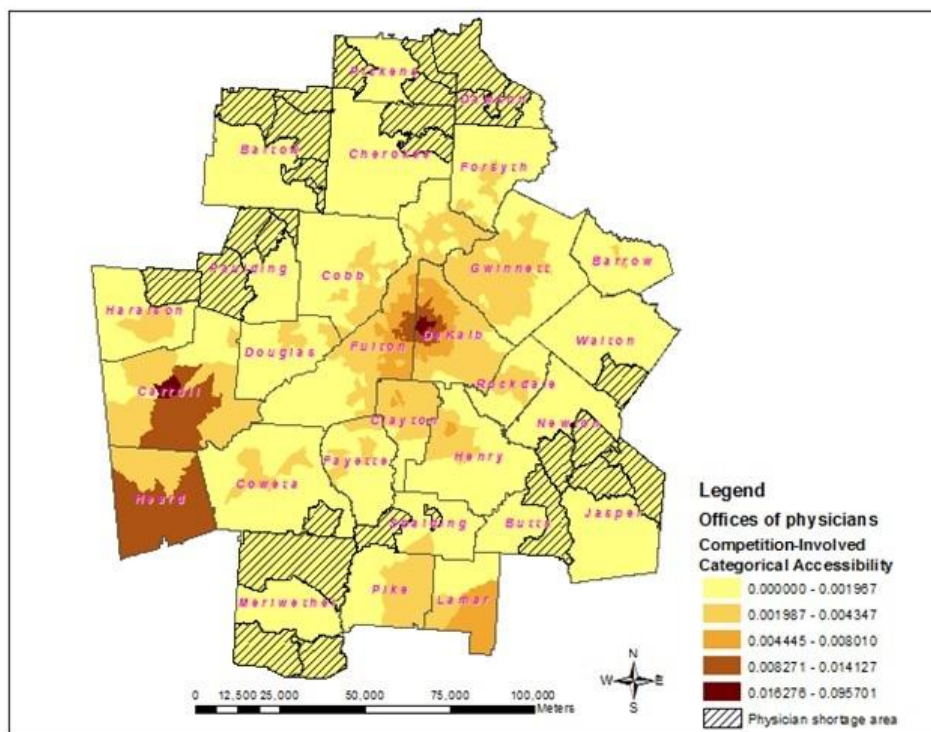 Pickens
Dawson
Bartow
Cherokee
Forsyth
Paulding
Cobb
Gwinnett
Barrow
Haralson
Douglas
Fulton
DeKalb
Walton
Carroll
Rockdale
Clayton
Newton
Fayette
Henry
Heard
Coweta
Spalding
Butts
Jasper
Meriwether
Pike
Lamar
Legend
Offices of physicians
Competition-Involved
Categorical Accessibility
0.000000 - 0.001967
0.001987 - 0.004347
0.004445 - 0.008010
0.008271 - 0.014127
0.016276 - 0.095701
Physician shortage area
N
W E
S
0 12,500 25,000 50,000 75,000 100,000
Meters